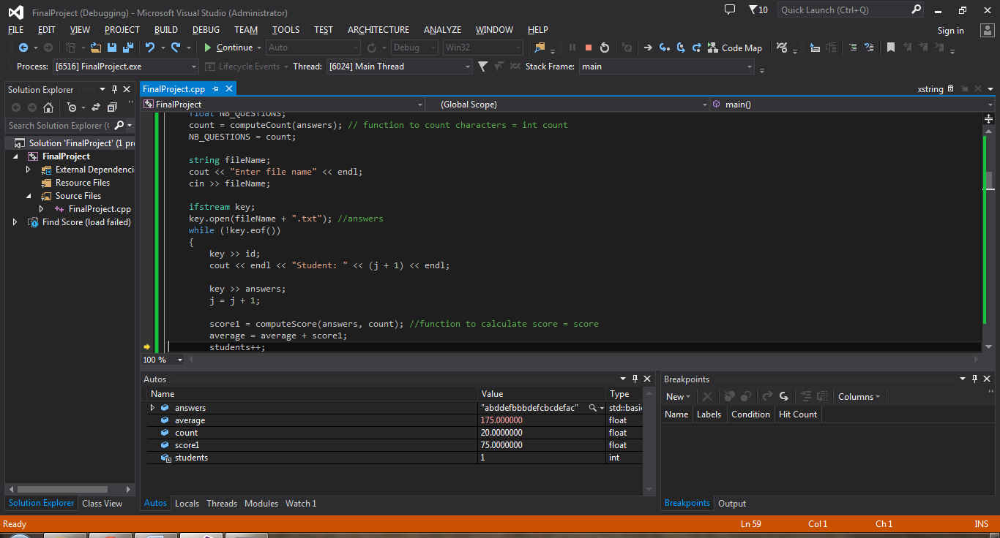 FinalProject (Debugging) - Microsoft Visual Studio (Administrator)
10
Quick Launch (Ctrl+Q)
FILE EDIT VIEW PROJECT BUILD DEBUG TEAM TOOLS TEST ARCHITECTURE ANALYZE WINDOW HELP
Sign in
Continue Auto Debug Win32 Code Map
Process: [6516] FinalProject.exe Lifecycle Events Thread: [6024] Main Thread Stack Frame: main
Solution Explorer
Search Solution Explorer (
Solution 'FinalProject' (1 pr
FinalProject
External Dependenci
Resource Files
Source Files
FinalProject.cpp
Find Score (load failed)
Solution Explorer Class View
FinalProject.cpp
xstring
FinalProject (Global Scope) main()
float NB_QUESTIONS;
count = computeCount(answers); // function to count characters = int count
NB_QUESTIONS = count;
string fileName;
cout << "Enter file name" << endl;
cin >> fileName;
ifstream key;
key.open(fileName + ".txt"); //answers
while (!key.eof())
{
key >> id;
cout << endl << "Student: " << (j + 1) << endl;
key >> answers;
j = j + 1;
score1 = computeScore(answers, count); //function to calculate score = score
average = average + score1;
students++;
100 %
Autos
Name Value Type
answers "abddefbbbdefcbcdefac" std::basic
average 175.000000 float
count 20.0000000 float
score1 75.0000000 float
students 1 int
Autos Locals Threads Modules Watch 1
Breakpoints
New Columns
Name Labels Condition Hit Count
Breakpoints Output
Ready Ln 59 Col 1 Ch 1 INS